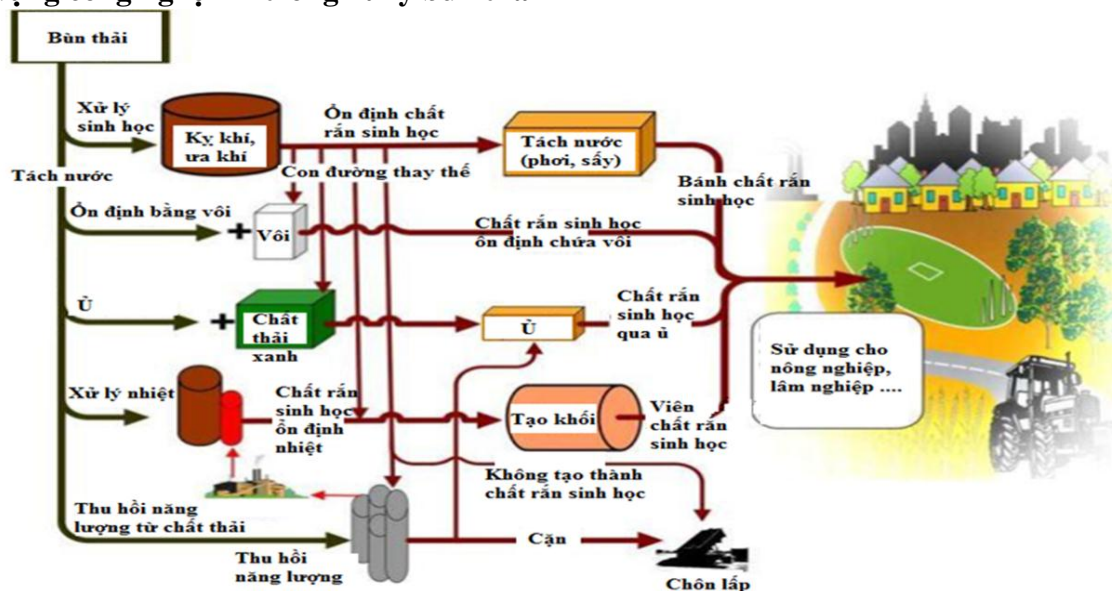 Bùn thải
Xử lý
sinh học
Kỵ khí,
ưa khí
Ổn định chất
rắn sinh học
Tách nước
(phơi, sấy)
Tách nước
Con đường thay thế
Bánh chất rắn
sinh học
Ổn định bằng vôi
+
Vôi
Chất rắn sinh học
ổn định chứa vôi
Ủ
+
Chất
thải
xanh
Ủ
Chất rắn
sinh học
qua ủ
Sử dụng cho
nông nghiệp,
lâm nghiệp ....
Xử lý nhiệt
Chất rắn
sinh học
ổn định
nhiệt
Tạo khối
Viên
chất rắn
sinh học
Không tạo thành
chất rắn sinh học
Thu hồi năng
lượng từ chất thải
Thu hồi
năng lượng
Cặn
Chôn lấp